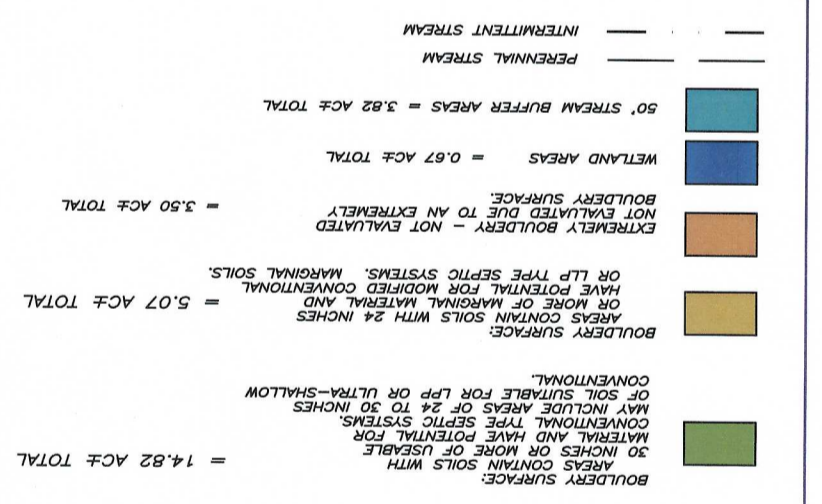 BOULDERY SURFACE:
AREAS CONTAIN SOILS WITH
30 INCHES OR MORE OF USEABLE = 14.82 AC± TOTAL
MATERIAL AND HAVE POTENTIAL FOR
CONVENTIONAL TYPE SEPTIC SYSTEMS.
MAY INCLUDE AREAS OF 24 TO 30 INCHES
OF SOIL SUITABLE FOR LPP OR ULTRA-SHALLOW
CONVENTIONAL.
BOULDERY SURFACE:
AREAS CONTAIN SOILS WITH 24 INCHES
OR MORE OF MARGINAL MATERIAL AND = 5.07 AC± TOTAL
HAVE POTENTIAL FOR MODIFIED CONVENTIONAL
OR LLP TYPE SEPTIC SYSTEMS. MARGINAL SOILS.
EXTREMELY BOULDERY - NOT EVALUATED
NOT EVALUATED DUE TO AN EXTREMELY = 3.50 AC± TOTAL
BOULDERY SURFACE.
WETLAND AREAS = 0.67 AC± TOTAL
50' STREAM BUFFER AREAS = 3.82 AC± TOTAL
PERENNIAL STREAM
INTERMITTENT STREAM